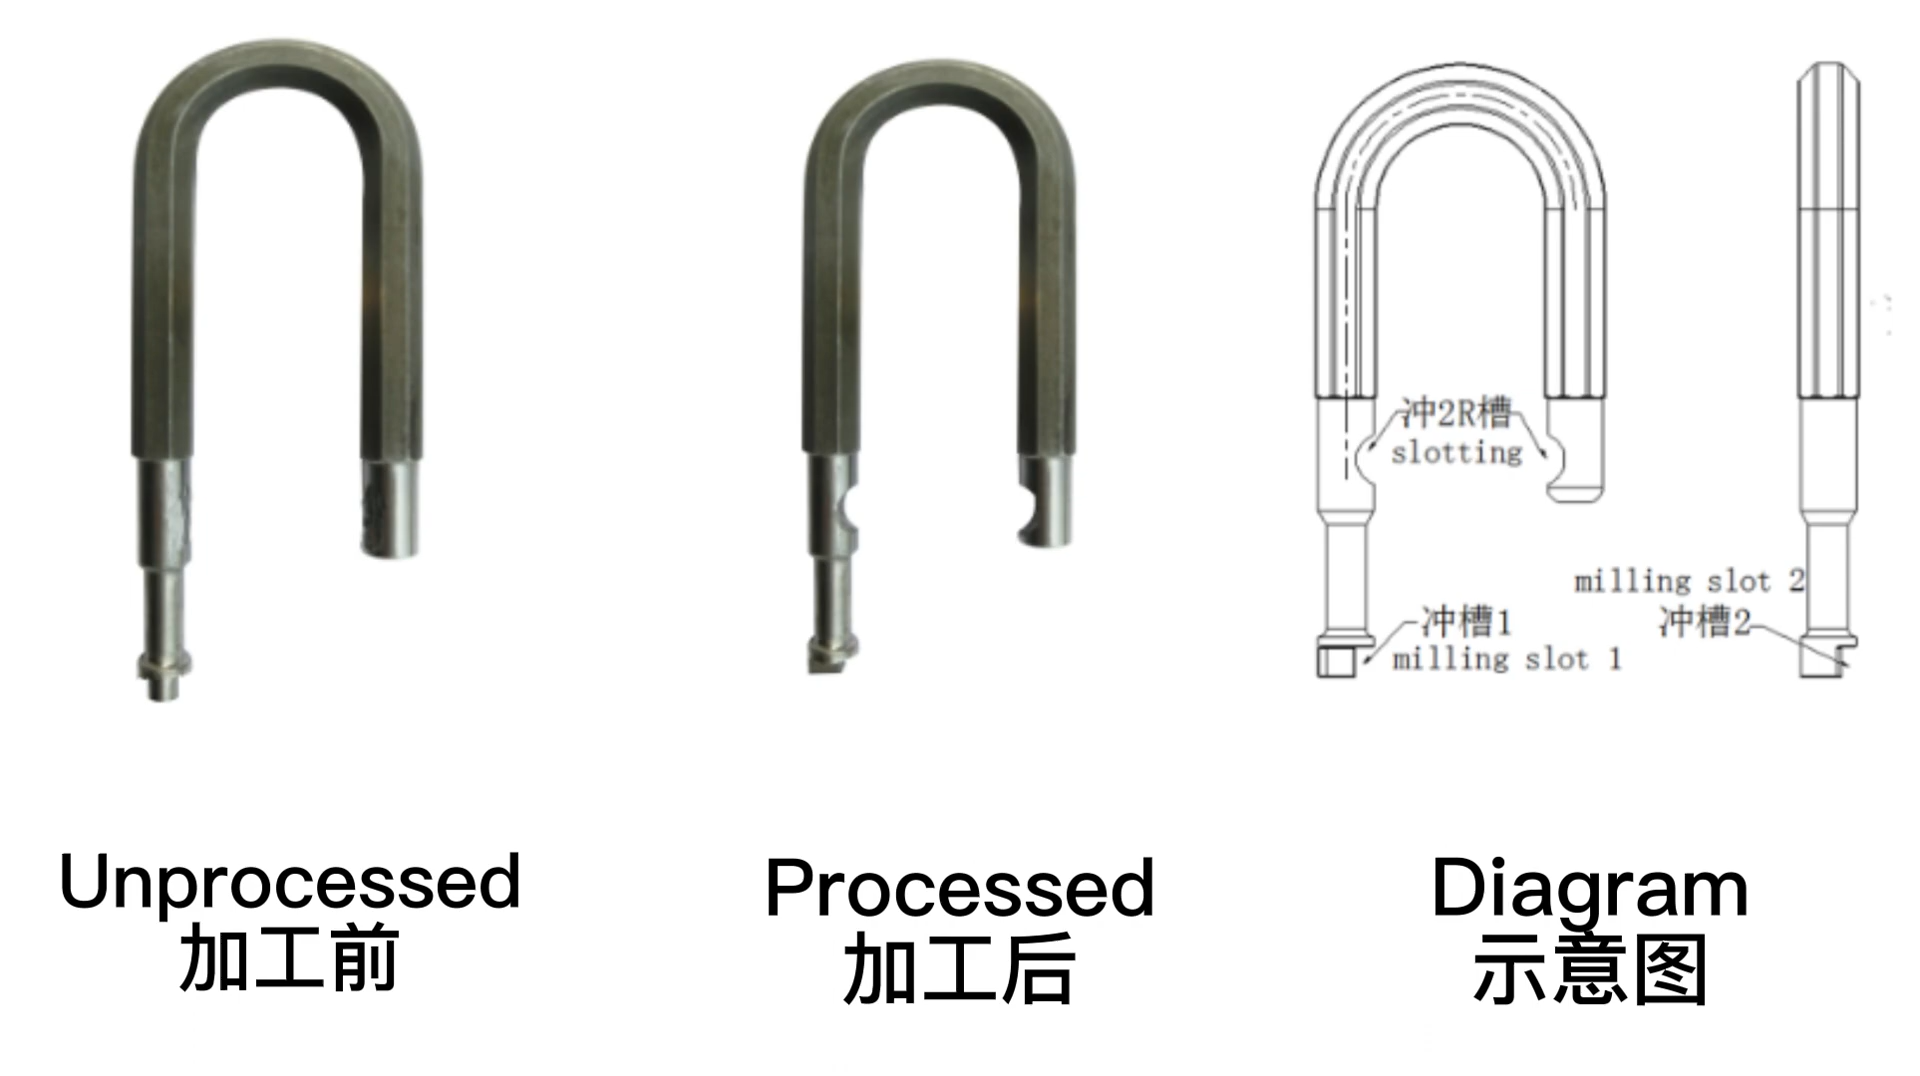 冲2R槽
slotting
milling slot 2
冲槽1
冲槽2
milling slot 1
Unprocessed
加工前
Processed
加工后
Diagram
示意图